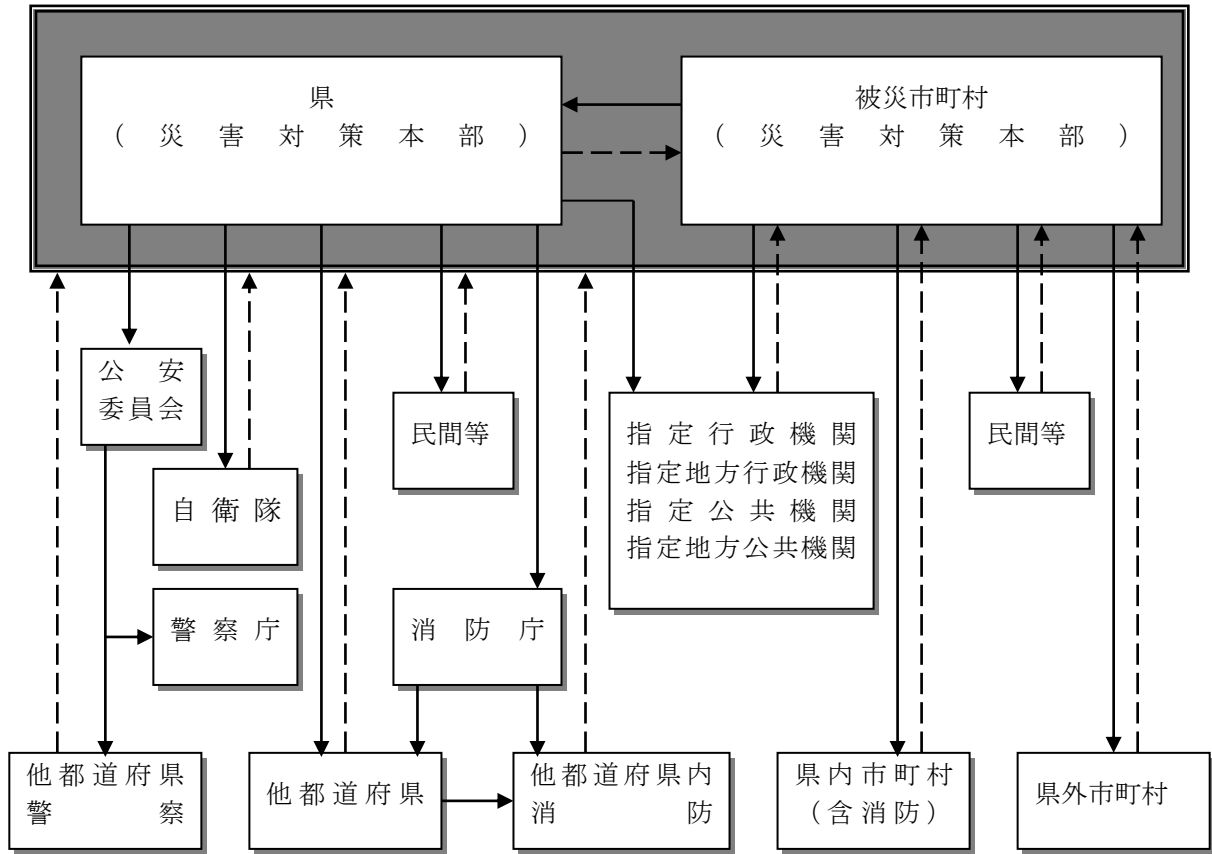 県
（災害対策本部）
被災市町村
（災害対策本部）
公安
委員会
民間等
指定行政機関
指定地方行政機関
指定公共機関
指定地方公共機関
民間等
自衛隊
警察庁
消防庁
他都道府県
警察
他都道府県
他都道府県内
消防
県内市町村
（含消防）
県外市町村